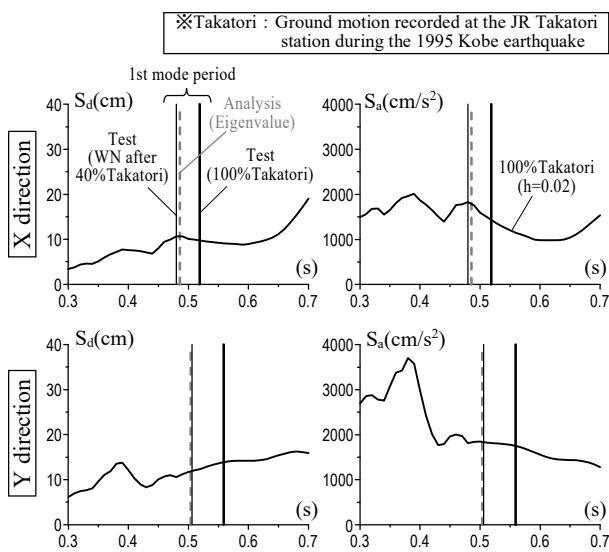 ※Takatori : Ground motion recorded at the JR Takatori
station during the 1995 Kobe earthquake
1st mode period
X direction
Sd(cm)
Analysis
(Eigenvalue)
Test
(WN after
40%Takatori)
Test
(100%Takatori)
40
30
20
10
0
0.3 0.4 0.5 0.6 0.7
(s)
Sa(cm/s²)
100%Takatori
(h=0.02)
4000
3000
2000
1000
0
0.3 0.4 0.5 0.6 0.7
(s)
Y direction
Sd(cm)
40
30
20
10
0
0.3 0.4 0.5 0.6 0.7
(s)
Sa(cm/s²)
4000
3000
2000
1000
0
0.3 0.4 0.5 0.6 0.7
(s)